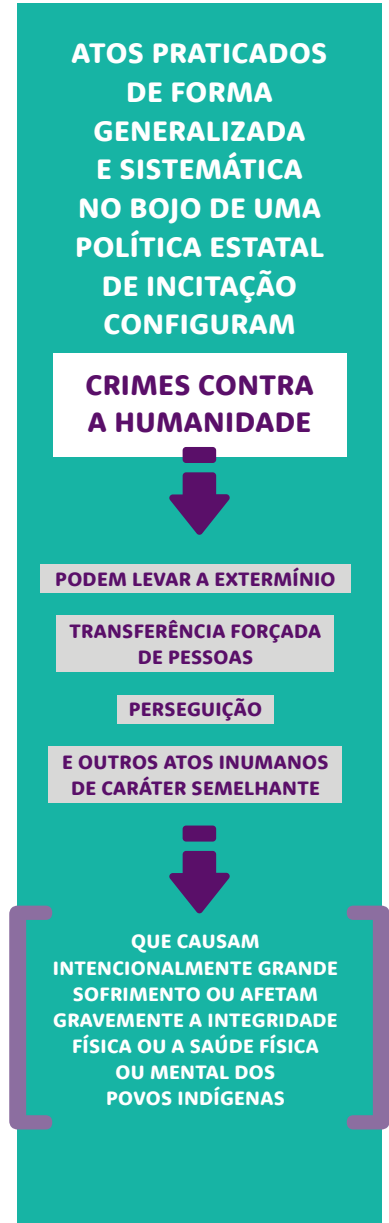 ATOS PRATICADOS
DE FORMA
GENERALIZADA
E SISTEMÁTICA
NO BOJO DE UMA
POLÍTICA ESTATAL
DE INCITAÇÃO
CONFIGURAM
CRIMES CONTRA
A HUMANIDADE
PODEM LEVAR A EXTERMÍNIO
TRANSFERÊNCIA FORÇADA
DE PESSOAS
PERSEGUIÇÃO
E OUTROS ATOS INUMANOS
DE CARÁTER SEMELHANTE
QUE CAUSAM
INTENCIONALMENTE GRANDE
SOFRIMENTO OU AFETAM
GRAVEMENTE A INTEGRIDADE
FÍSICA OU A SAÚDE FÍSICA
OU MENTAL DOS
POVOS INDÍGENAS